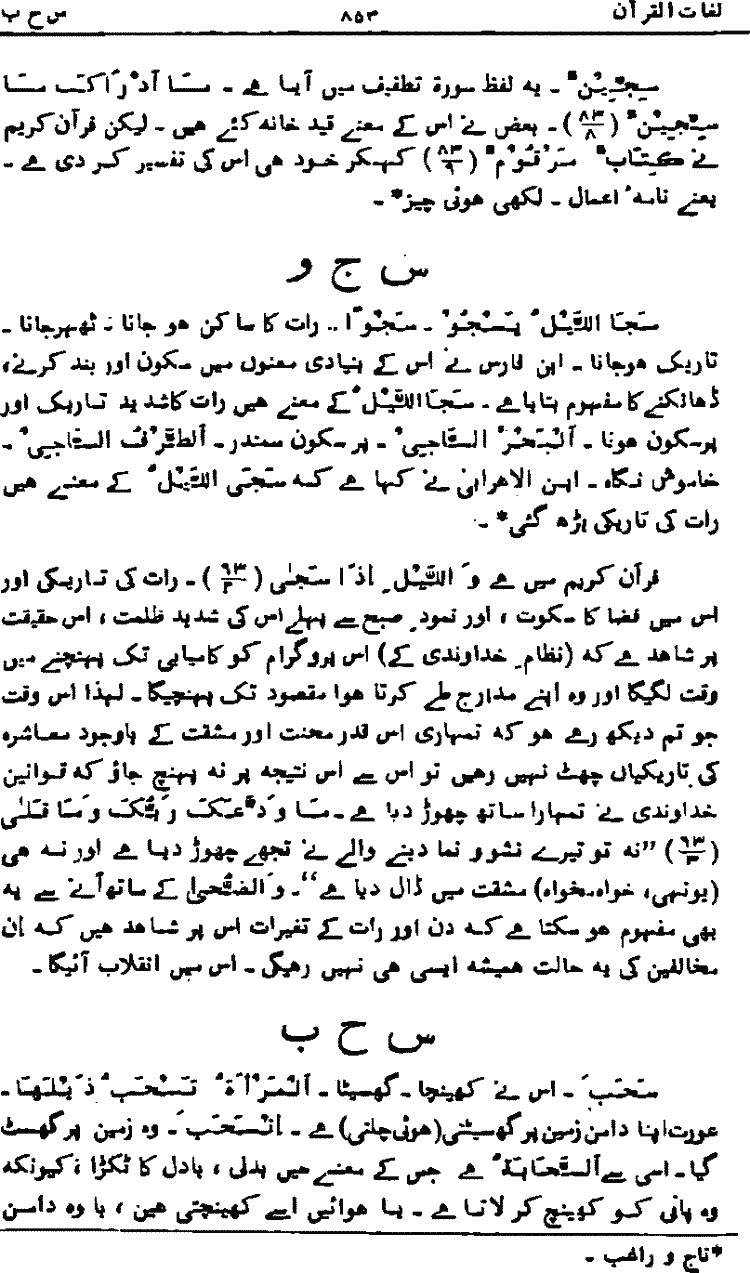 لغات القرآن ۸۵۳ س ح ب
سِجِّیْنٌ ۔ یہ لفظ سورة تطفیف میں آیا ہے ۔ مَا اَدْرَاکَ مَا
سِجِّیْنٌ (۸۳/۸) ۔ بعض نے اس کے معنے قید خانہ کئے ہیں ۔ لیکن قرآن کریم
نے کِتَابٌ مَّرْقُوْمٌ (۸۳/۹) کہہکر خود ہی اس کی تفسیر کر دی ہے ۔
یعنے نامۂ اعمال ۔ لکھی ہوئی چیز* ۔
س ج و
سَجَا اللَّیْلُ یَسْجُوْ ۔ سَجْوًا ۔ رات کا ساکن ہو جانا ۔ ٹھہرجانا ۔
تاریک ہوجانا ۔ ابن فارس نے اس کے بنیادی معنوں میں سکون اور بند کرنے،
ڈھانکنے کا مفہوم بتایاہے ۔ سَجَا اللَّیْلُ کے معنے ہیں رات کاشدید تاریک اور
پرسکون ہونا ۔ اَلْبَحْرُ السَّاجِیْ ۔ پر سکون سمندر ۔ اَلطَّرْفُ السَّاجِیْ ۔
خاموش نگاہ ۔ ابن الاعرابی نے کہا ہے کہ سَجَی اللَّیْلُ کے معنے ہیں
رات کی تاریکی بڑھ گئی* ۔
قرآن کریم میں ہے وَ اللَّیْلِ اِذَا سَجٰی (۹۳/۲) ۔ رات کی تاریکی اور
اس میں فضا کا سکوت ، اور نمودِ صبح سے پہلے اس کی شدید ظلمت ، اس حقیقت
پر شاہد ہے کہ (نظامِ خداوندی کے) اس پروگرام کو کامیابی تک پہنچنے میں
وقت لگیگا اور وہ اپنے مدارج طے کرتا ہوا مقصود تک پہنچیگا ۔ لہذا اس وقت
جو تم دیکھ رہے ہو کہ تمہاری اس قدر محنت اور مشقت کے باوجود معاشرہ
کی تاریکیاں چھٹ نہیں رہیں تو اس سے اس نتیجہ پر نہ پہنچ جاؤ کہ قوانین
خداوندی نے تمہارا ساتھ چھوڑ دیا ہے ۔ مَا وَدَّعَکَ رَبُّکَ وَمَا قَلٰی
(۹۳/۳) ”نہ تو تیرے نشو و نما دینے والے نے تجھے چھوڑ دیا ہے اور نہ ہی
(یونہی، خواہ‌مخواہ) مشقت میں ڈال دیا ہے“ ۔ وَ الضُّحیٰ کے ساتھ آنے سے یہ
بھی مفہوم ہو سکتا ہے کہ دن اور رات کے تغیرات اس پر شاہد ہیں کہ اِن
مخالفین کی یہ حالت ہمیشہ ایسی ہی نہیں رہیگی ۔ اس میں انقلاب آئیگا ۔
س ح ب
سَحَبَ ۔ اس نے کھینچا ۔ گھسیٹا ۔ اَلْمَرْأَةُ تَسْحَبُ ذَیْلَهَا ۔
عورت اپنا دامن زمین پر گھسیٹتی (ہوئی چلتی) ہے ۔ اِنْسَحَبَ ۔ وہ زمین پر گھسٹ
گیا ۔ اسی سے اَلسَّحَابَةُ ہے جس کے معنے ہیں بدلی ، بادل کا ٹکڑا ، کیونکہ
وہ پانی کو کھینچ کر لاتا ہے ۔ یا ہوائیں اسے کھینچتی ہین ، یا وہ دامن
*تاج و راغب ۔